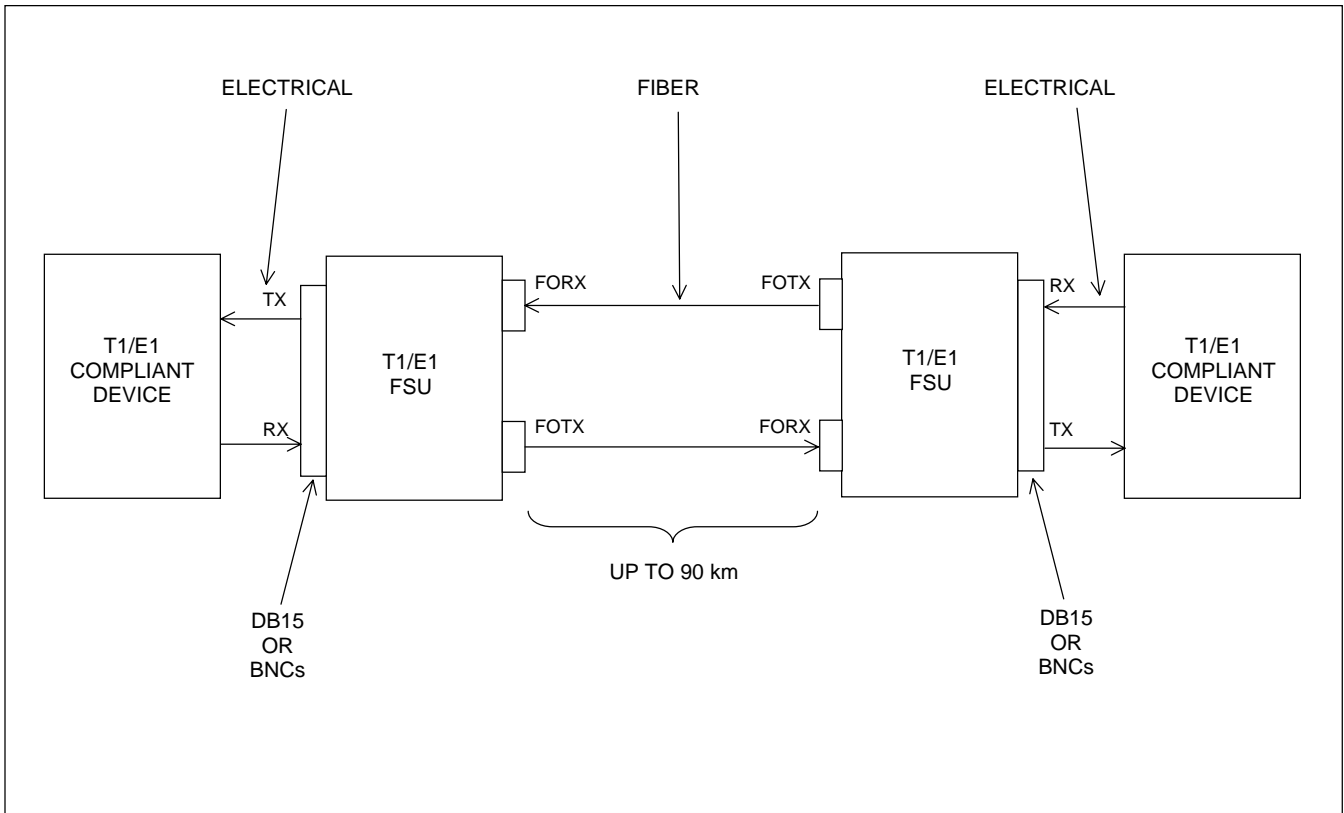 ELECTRICAL
FIBER
ELECTRICAL
T1/E1
COMPLIANT
DEVICE
TX
RX
T1/E1
FSU
FORX
FOTX
FOTX
FORX
T1/E1
FSU
RX
TX
T1/E1
COMPLIANT
DEVICE
UP TO 90 km
DB15
OR
BNCs
DB15
OR
BNCs